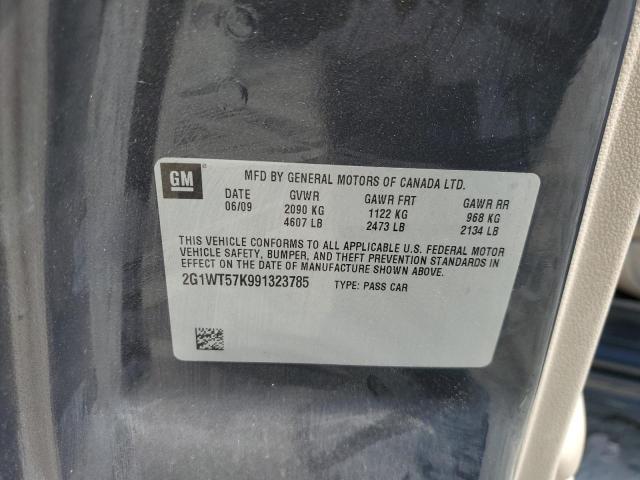 GM
MFD BY GENERAL MOTORS OF CANADA LTD.
DATE GVWR GAWR FRT GAWR RR
06/09 2090 KG 1122 KG 968 KG
4607 LB 2473 LB 2134 LB
THIS VEHICLE CONFORMS TO ALL APPLICABLE U.S. FEDERAL MOTOR
VEHICLE SAFETY, BUMPER, AND THEFT PREVENTION STANDARDS IN
EFFECT ON THE DATE OF MANUFACTURE SHOWN ABOVE.
2G1WT57K991323785 TYPE: PASS CAR